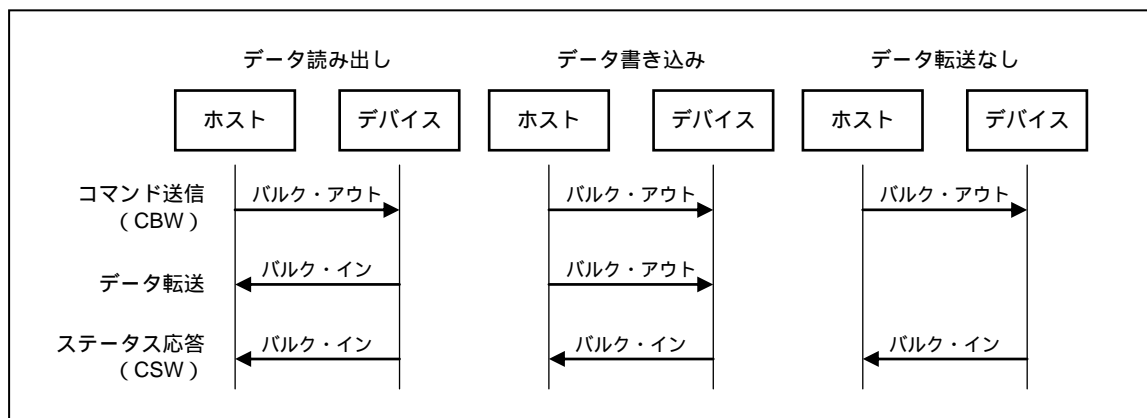 データ読み出し データ書き込み データ転送なし
ホスト デバイス ホスト デバイス ホスト デバイス
コマンド送信 バルク・アウト バルク・アウト バルク・アウト
(CBW)
データ転送 バルク・イン バルク・アウト
ステータス応答 バルク・イン バルク・イン バルク・イン
(CSW)